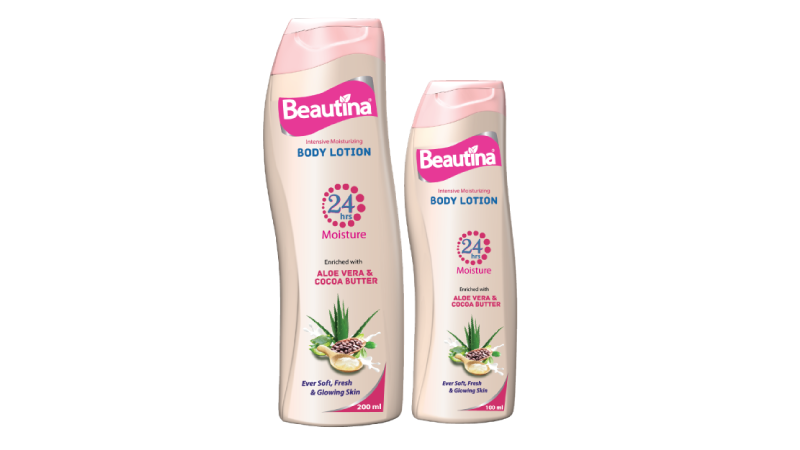 Beautina®
Intensive Moisturizing
BODY LOTION
24
hrs
Moisture
Enriched with
ALOE VERA &
COCOA BUTTER
Ever Soft, Fresh
& Glowing Skin
200 ml
Beautina®
Intensive Moisturizing
BODY LOTION
24
hrs
Moisture
Enriched with
ALOE VERA &
COCOA BUTTER
Ever Soft, Fresh
& Glowing Skin
100 ml